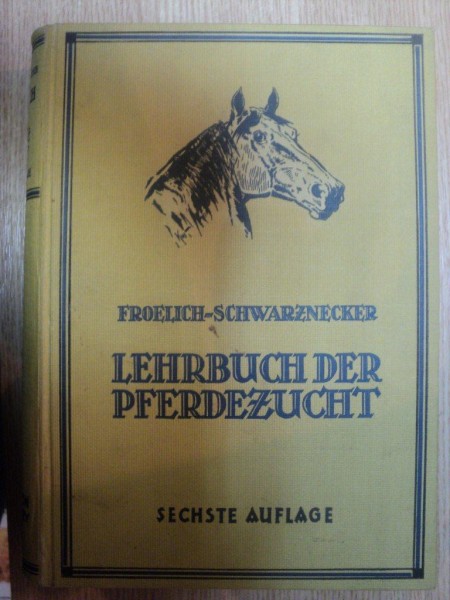 FROELICH-SCHWARZNECKER
LEHRBUCH DER
PFERDEZUCHT
SECHSTE AUFLAGE